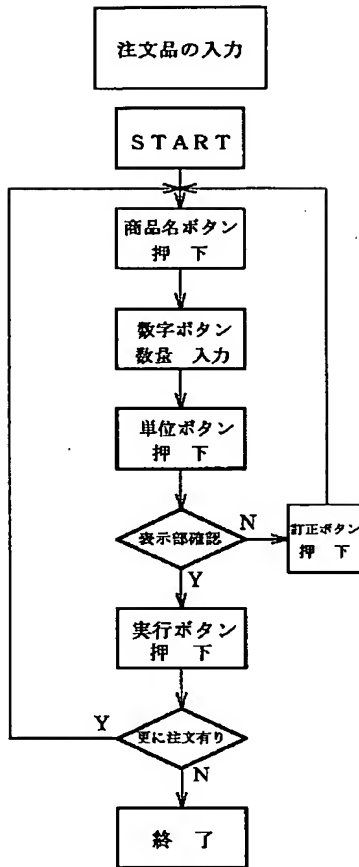 注文品の入力
START
商品名ボタン
押 下
数字ボタン
数量 入力
単位ボタン
押 下
表示部確認
N
訂正ボタン
押 下
Y
実行ボタン
押 下
Y
更に注文有り
N
終 了